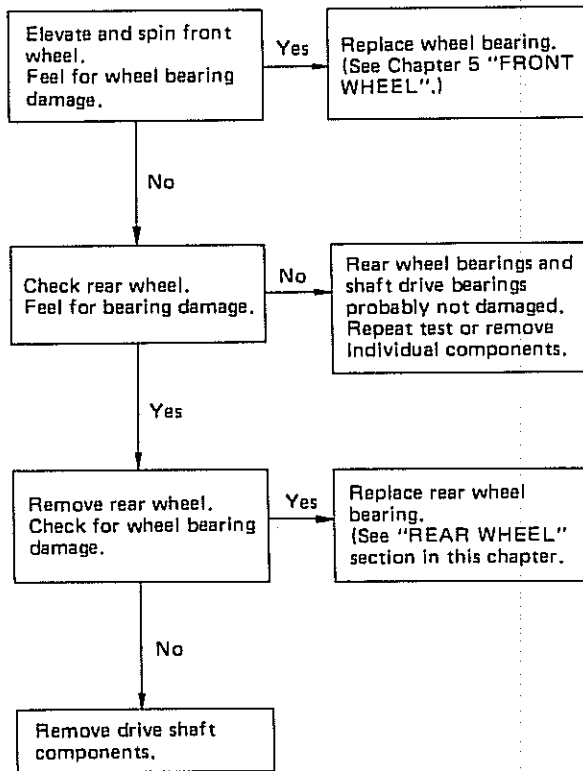 Elevate and spin front
wheel.
Feel for wheel bearing
damage.
Yes
Replace wheel bearing.
(See Chapter 5 "FRONT
WHEEL".)
No
Check rear wheel.
Feel for bearing damage.
No
Rear wheel bearings and
shaft drive bearings
probably not damaged.
Repeat test or remove
individual components.
Yes
Remove rear wheel.
Check for wheel bearing
damage.
Yes
Replace rear wheel
bearing.
(See "REAR WHEEL"
section in this chapter.
No
Remove drive shaft
components.